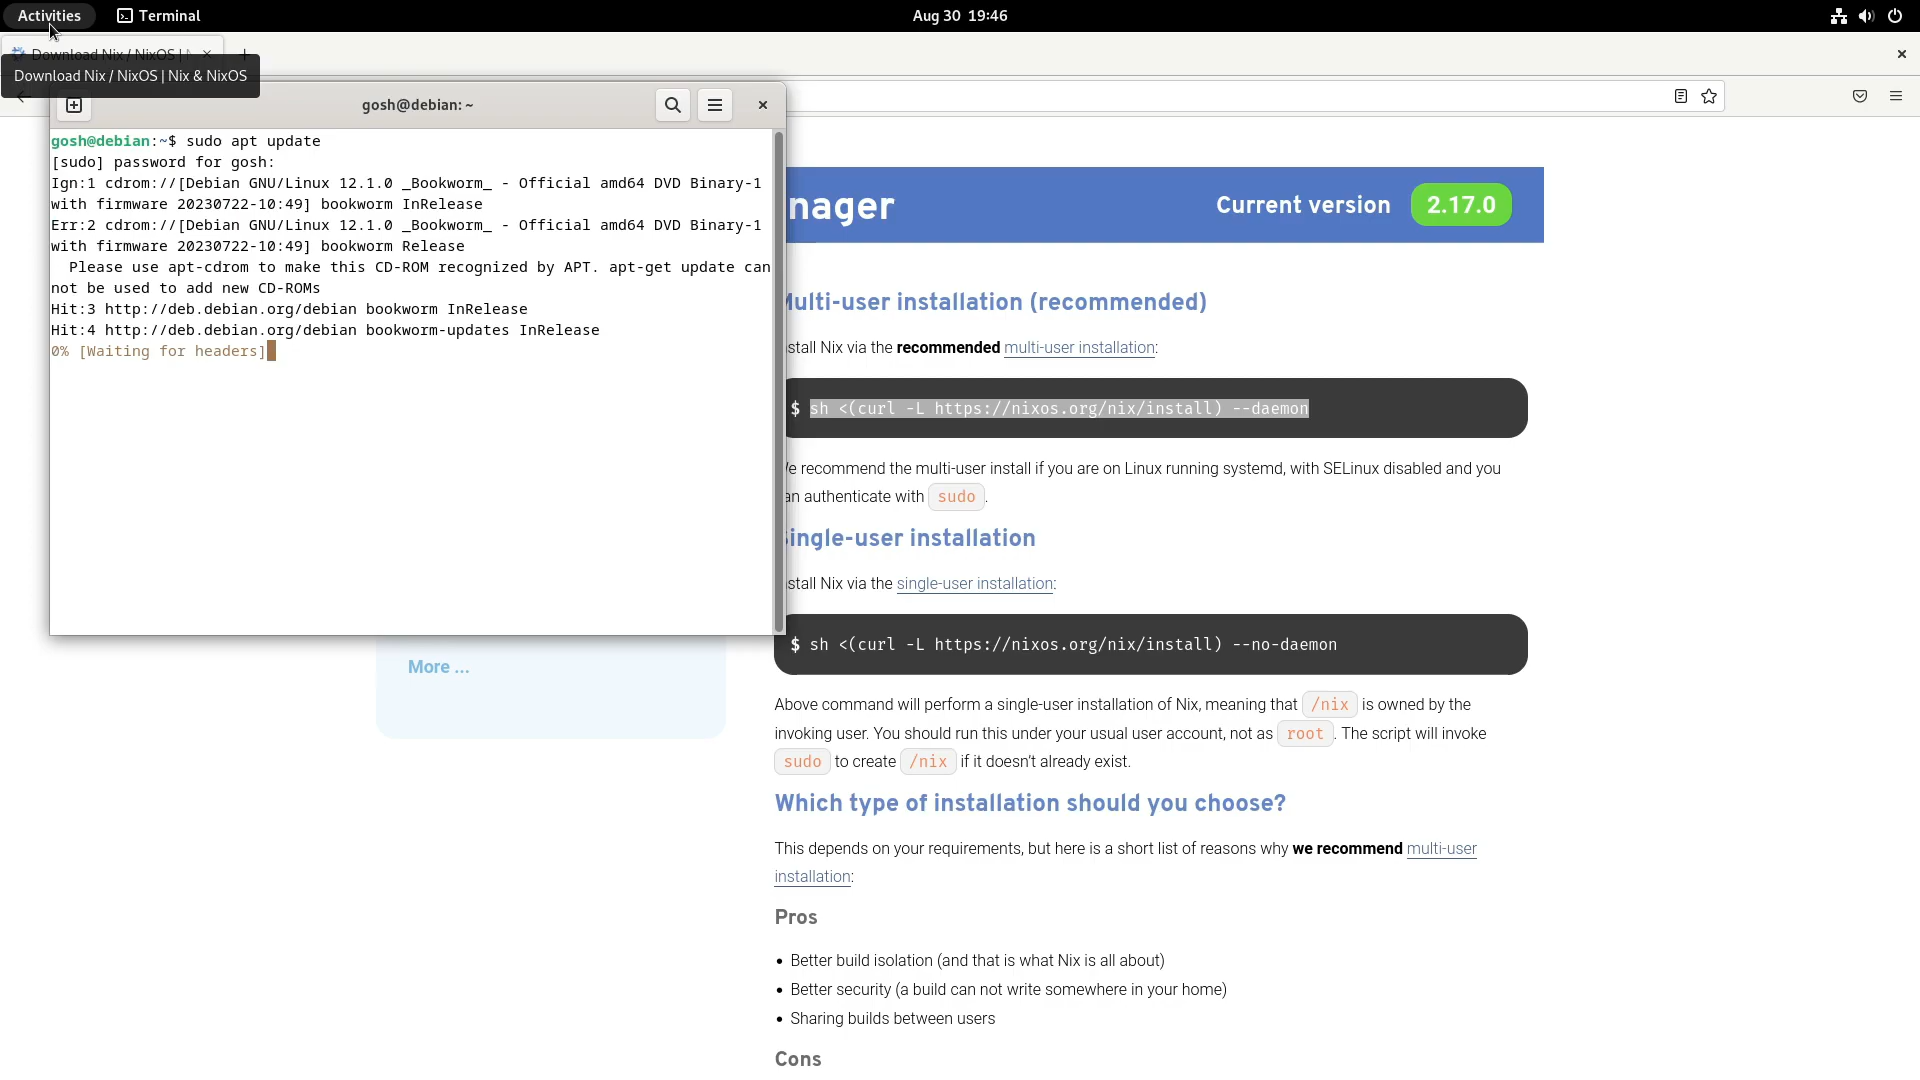 Activities
Terminal
Aug 30 19:46
Download Nix / NixOS |
Download Nix / NixOS | Nix & NixOS
gosh@debian: ~
gosh@debian:~$ sudo apt update
[sudo] password for gosh:
Ign:1 cdrom://[Debian GNU/Linux 12.1.0 _Bookworm_ - Official amd64 DVD Binary-1
with firmware 20230722-10:49] bookworm InRelease
Err:2 cdrom://[Debian GNU/Linux 12.1.0 _Bookworm_ - Official amd64 DVD Binary-1
with firmware 20230722-10:49] bookworm Release
  Please use apt-cdrom to make this CD-ROM recognized by APT. apt-get update can
not be used to add new CD-ROMs
Hit:3 http://deb.debian.org/debian bookworm InRelease
Hit:4 http://deb.debian.org/debian bookworm-updates InRelease
0% [Waiting for headers]
More ...
nager
Current version 2.17.0
ulti-user installation (recommended)
stall Nix via the recommended multi-user installation:
$ sh <(curl -L https://nixos.org/nix/install) --daemon
e recommend the multi-user install if you are on Linux running systemd, with SELinux disabled and you
an authenticate with sudo.
ingle-user installation
stall Nix via the single-user installation:
$ sh <(curl -L https://nixos.org/nix/install) --no-daemon
Above command will perform a single-user installation of Nix, meaning that /nix is owned by the
invoking user. You should run this under your usual user account, not as root. The script will invoke
sudo to create /nix if it doesn’t already exist.
Which type of installation should you choose?
This depends on your requirements, but here is a short list of reasons why we recommend multi-user
installation:
Pros
• Better build isolation (and that is what Nix is all about)
• Better security (a build can not write somewhere in your home)
• Sharing builds between users
Cons